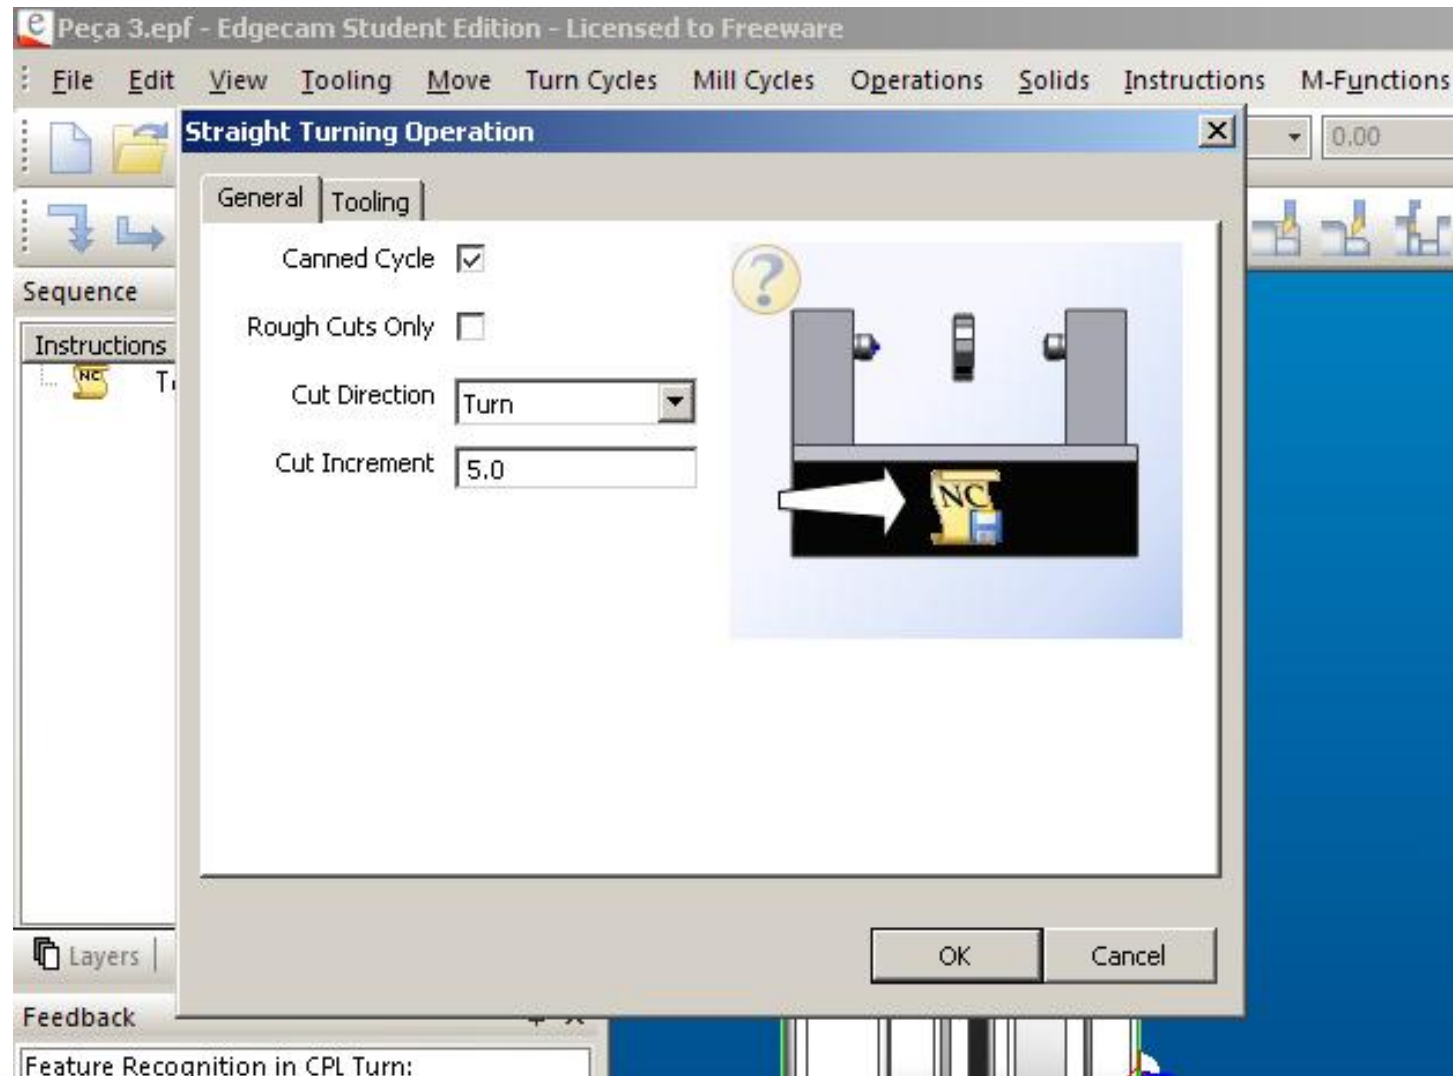 Peça 3.epf - Edgecam Student Edition - Licensed to Freeware
File Edit View Tooling Move Turn Cycles Mill Cycles Operations Solids Instructions M-Functions
Straight Turning Operation
0.00
General Tooling
Canned Cycle
Sequence
Rough Cuts Only
Instructions
NC
Cut Direction Turn
Cut Increment 5.0
NC
OK Cancel
Layers
Feedback
Feature Recognition in CPL Turn: